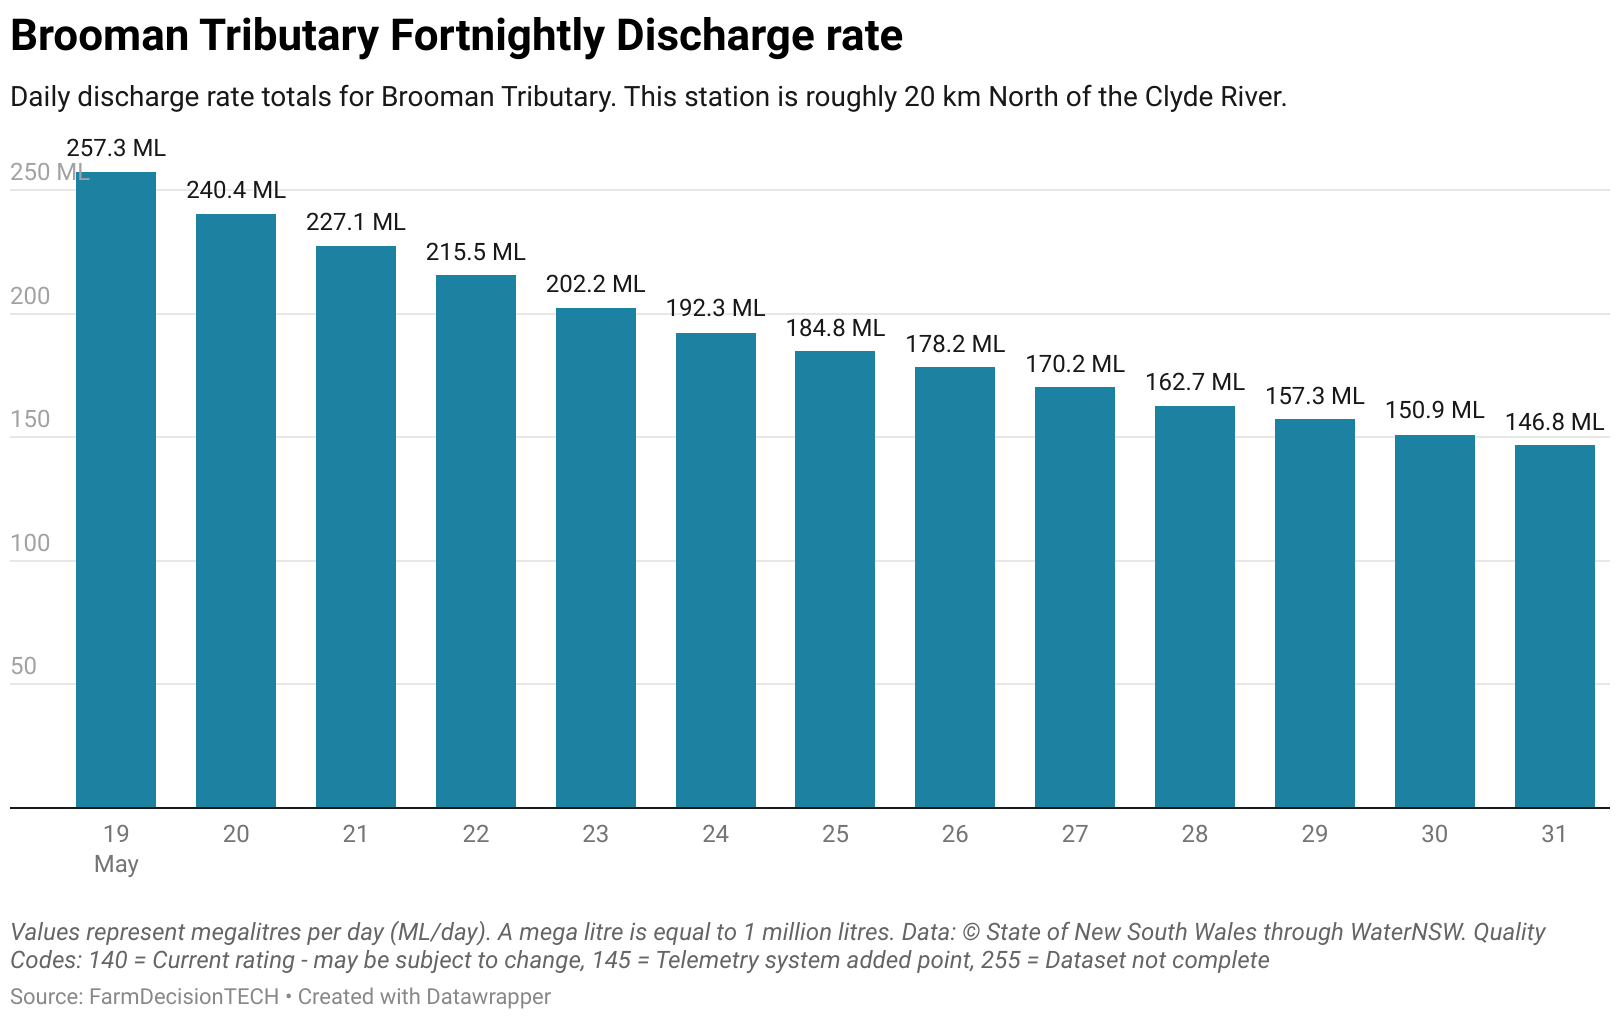 Brooman Tributary Fortnightly Discharge rate
Daily discharge rate totals for Brooman Tributary. This station is roughly 20 km North of the Clyde River.
257.3 ML
250 ML
240.4 ML
227.1 ML
215.5 ML
202.2 ML
200
192.3 ML
184.8 ML
178.2 ML
170.2 ML
162.7 ML
157.3 ML
150.9 ML
146.8 ML
150
100
50
19 20 21 22 23 24 25 26 27 28 29 30 31
May
Values represent megalitres per day (ML/day). A mega litre is equal to 1 million litres. Data: © State of New South Wales through WaterNSW. Quality
Codes: 140 = Current rating - may be subject to change, 145 = Telemetry system added point, 255 = Dataset not complete
Source: FarmDecisionTECH • Created with Datawrapper